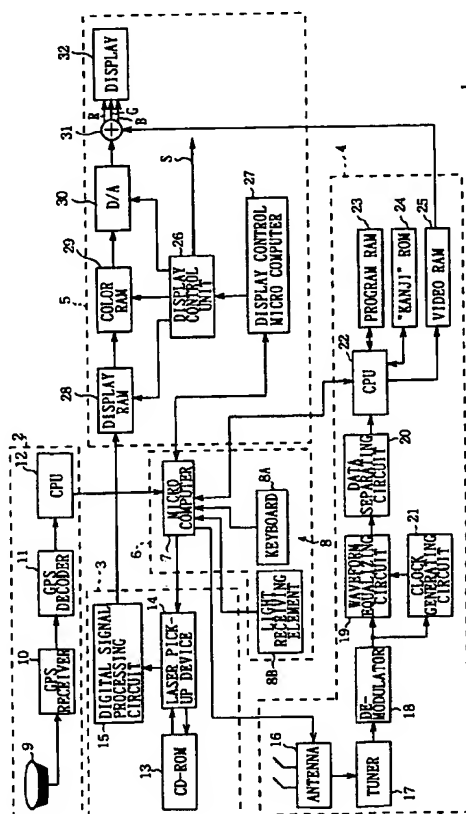 9
10
GPS
RECEIVER
11
GPS
DECODER
12
CPU
2
3
15
DIGITAL SIGNAL
PROCESSING
CIRCUIT
14
LASER PICK-
UP DEVICE
13
CD-ROM
6
7
MICRO
COMPUTER
8A
KEYBOARD
8
8B
LIGHT
RECEIVING
ELEMENT
5
28
DISPLAY
RAM
29
COLOR
RAM
30
D/A
31
R
G
B
32
DISPLAY
26
DISPLAY
CONTROL
UNIT
S
27
DISPLAY CONTROL
MICRO COMPUTER
4
16
ANTENNA
17
TUNER
18
DE-
MODULATOR
19
WAVEFORM
EQUALIZING
CIRCUIT
21
CLOCK
GENERATING
CIRCUIT
20
DATA
SEPARATING
CIRCUIT
22
CPU
23
PROGRAM RAM
24
"KANJI" ROM
25
VIDEO RAM